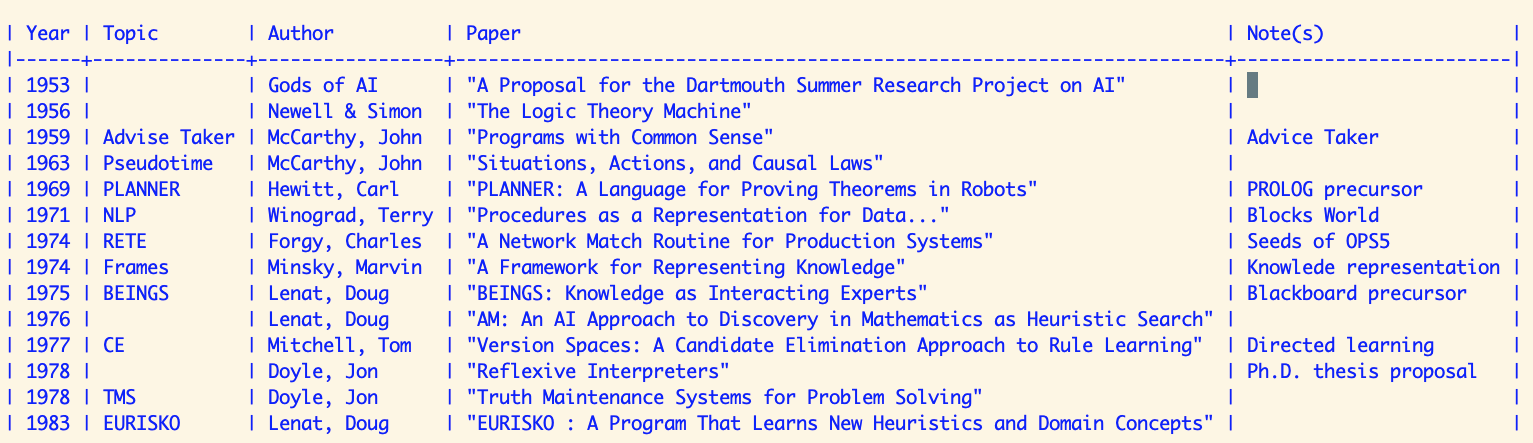 | Year | Topic        | Author          | Paper                                                                | Note(s)                 |
|------+--------------+-----------------+----------------------------------------------------------------------+-------------------------|
| 1953 |              | Gods of AI      | "A Proposal for the Dartmouth Summer Research Project on AI"         |                         |
| 1956 |              | Newell & Simon  | "The Logic Theory Machine"                                           |                         |
| 1959 | Advise Taker | McCarthy, John  | "Programs with Common Sense"                                         | Advice Taker            |
| 1963 | Pseudotime   | McCarthy, John  | "Situations, Actions, and Causal Laws"                               |                         |
| 1969 | PLANNER      | Hewitt, Carl    | "PLANNER: A Language for Proving Theorems in Robots"                 | PROLOG precursor        |
| 1971 | NLP          | Winograd, Terry | "Procedures as a Representation for Data..."                         | Blocks World            |
| 1974 | RETE         | Forgy, Charles  | "A Network Match Routine for Production Systems"                     | Seeds of OPS5           |
| 1974 | Frames       | Minsky, Marvin  | "A Framework for Representing Knowledge"                             | Knowlede representation |
| 1975 | BEINGS       | Lenat, Doug     | "BEINGS: Knowledge as Interacting Experts"                           | Blackboard precursor    |
| 1976 |              | Lenat, Doug     | "AM: An AI Approach to Discovery in Mathematics as Heuristic Search" |                         |
| 1977 | CE           | Mitchell, Tom   | "Version Spaces: A Candidate Elimination Approach to Rule Learning"  | Directed learning       |
| 1978 |              | Doyle, Jon      | "Reflexive Interpreters"                                             | Ph.D. thesis proposal   |
| 1978 | TMS          | Doyle, Jon      | "Truth Maintenance Systems for Problem Solving"                      |                         |
| 1983 | EURISKO      | Lenat, Doug     | "EURISKO : A Program That Learns New Heuristics and Domain Concepts" |                         |